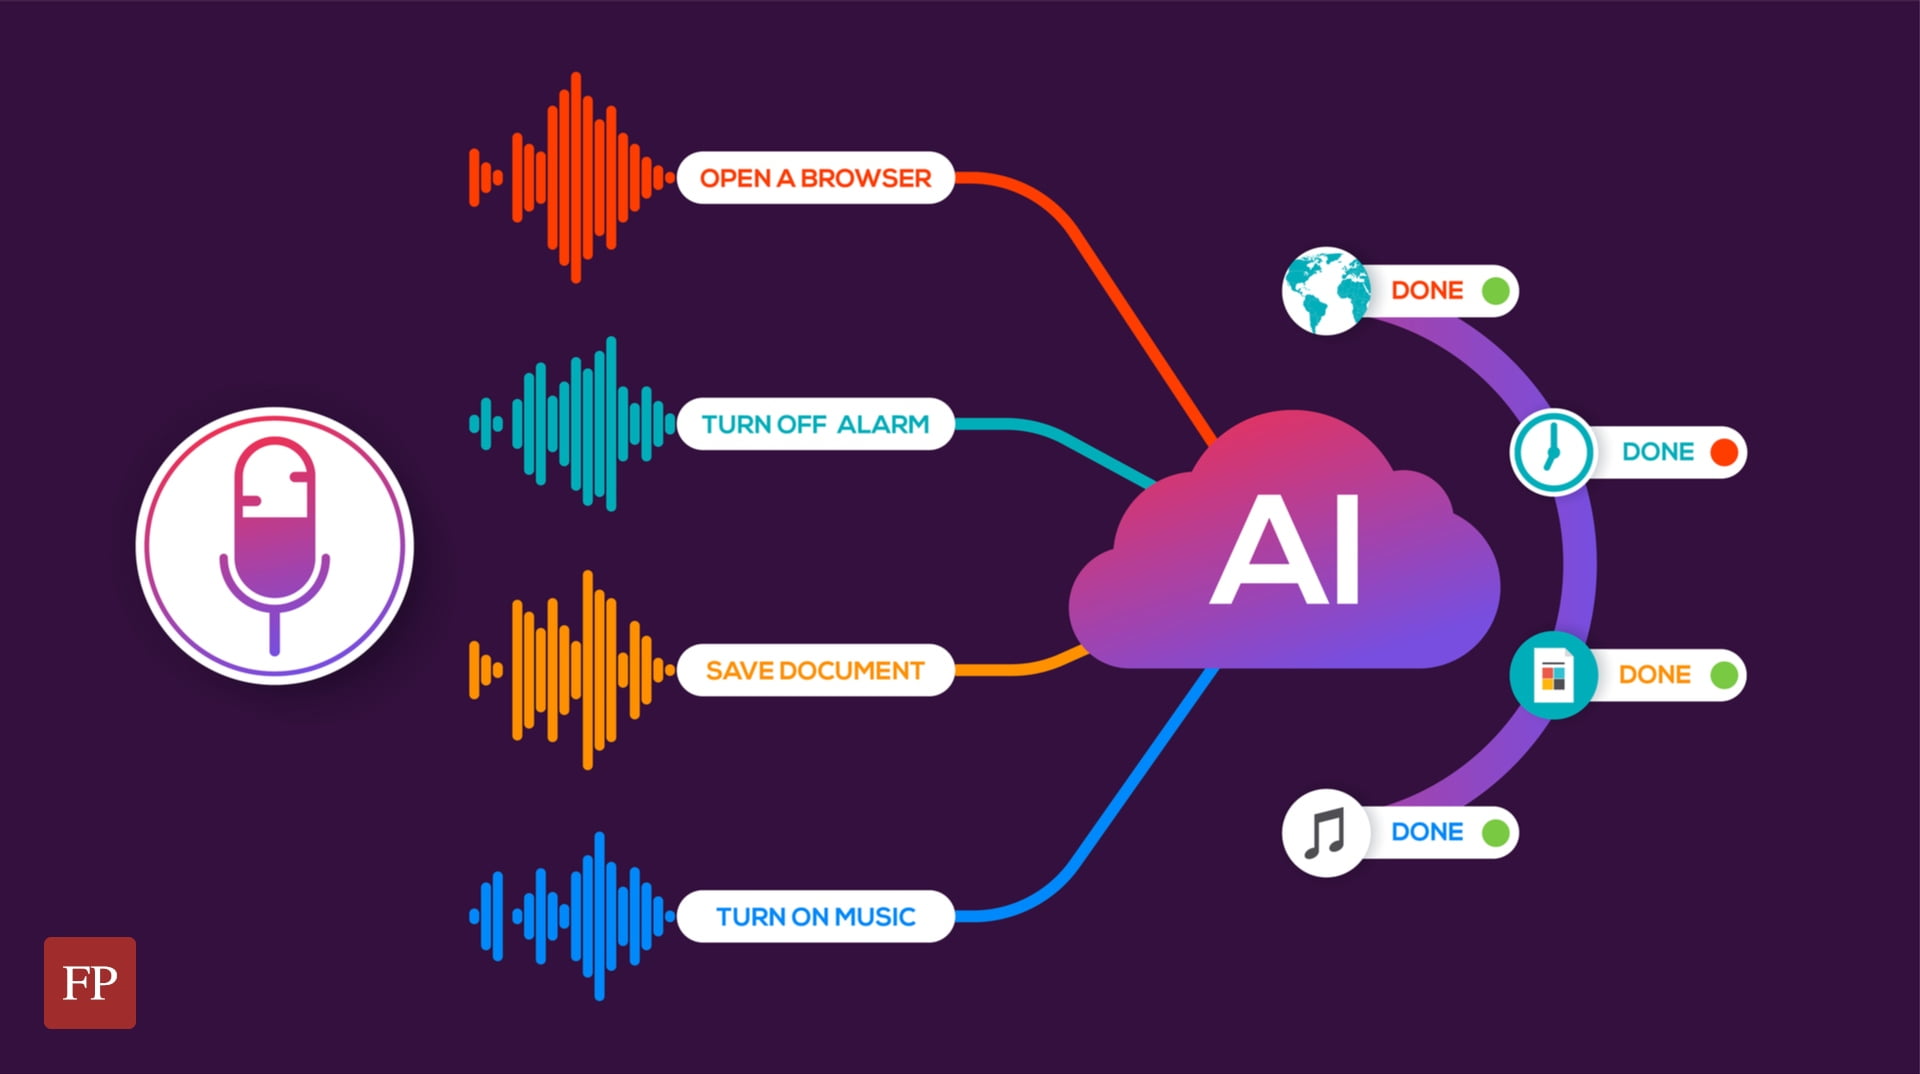 OPEN A BROWSER
DONE
TURN OFF ALARM
DONE
AI
SAVE DOCUMENT
DONE
DONE
TURN ON MUSIC
FP